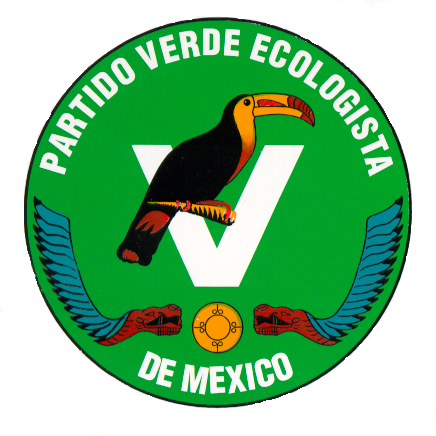 PARTIDO VERDE ECOLOGISTA
V
DE MEXICO